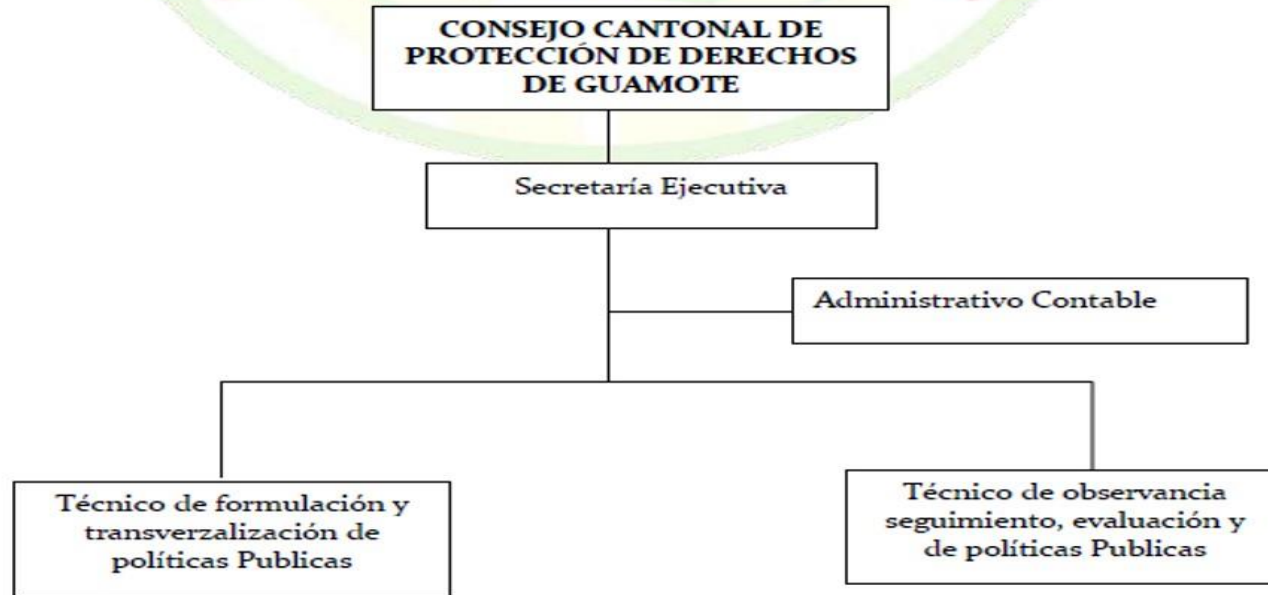 CONSEJO CANTONAL DE
PROTECCIÓN DE DERECHOS
DE GUAMOTE
Secretaría Ejecutiva
Administrativo Contable
Técnico de formulación y
transverzalización de
políticas Publicas
Técnico de observancia
seguimiento, evaluación y
de políticas Publicas